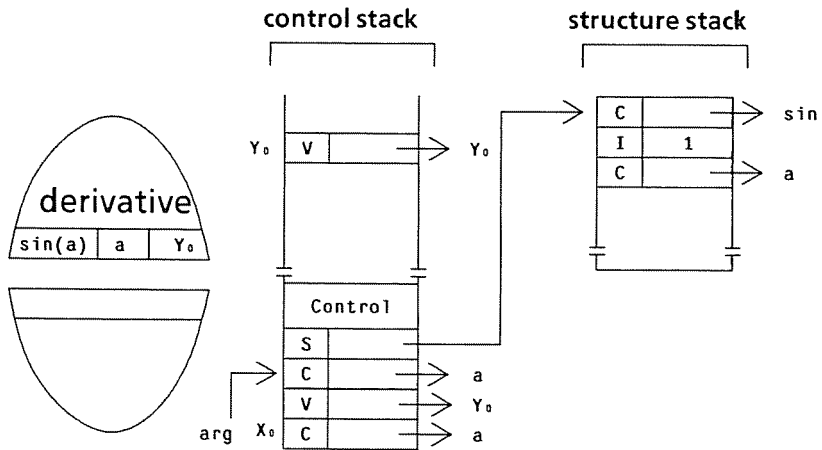 control stack
structure stack
derivative
sin(a) a Y₀
Y₀ V Y₀
Control
S
C a
V Y₀
arg X₀ C a
C sin
I 1
C a